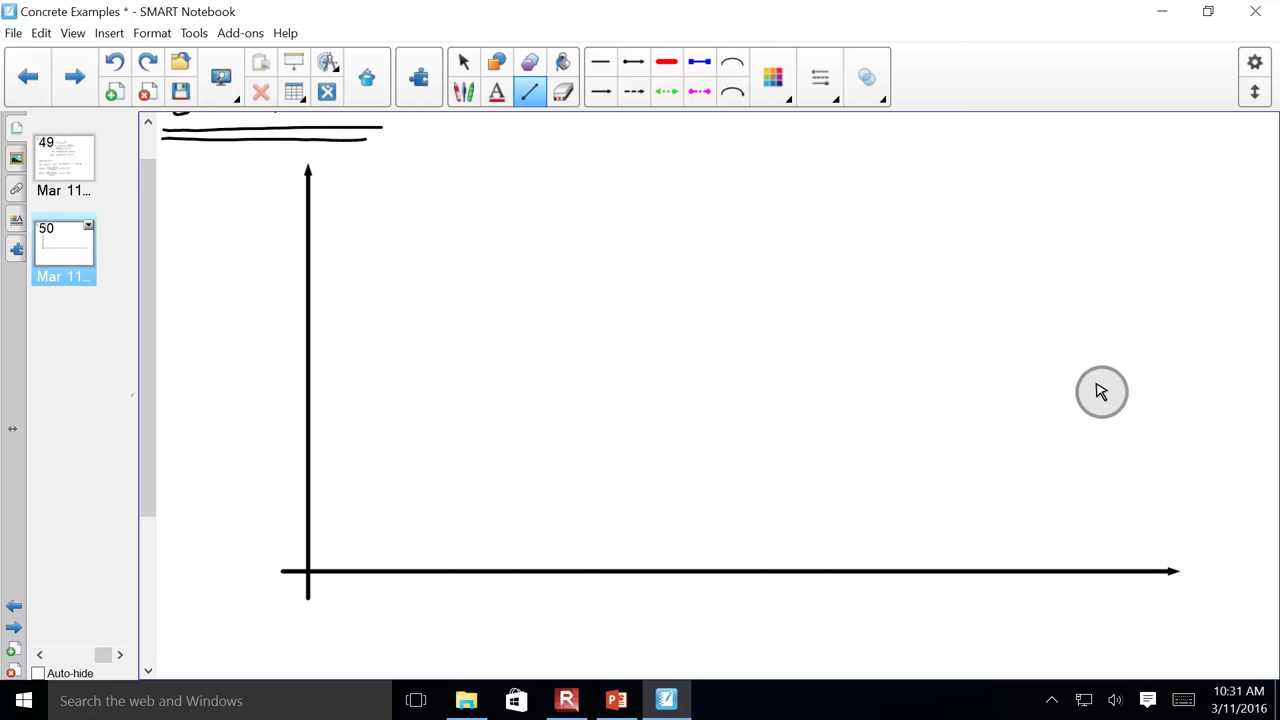 Concrete Examples * - SMART Notebook
File Edit View Insert Format Tools Add-ons Help
49
Mar 11...
50
Mar 11...
Auto-hide
Search the web and Windows
10:31 AM
3/11/2016